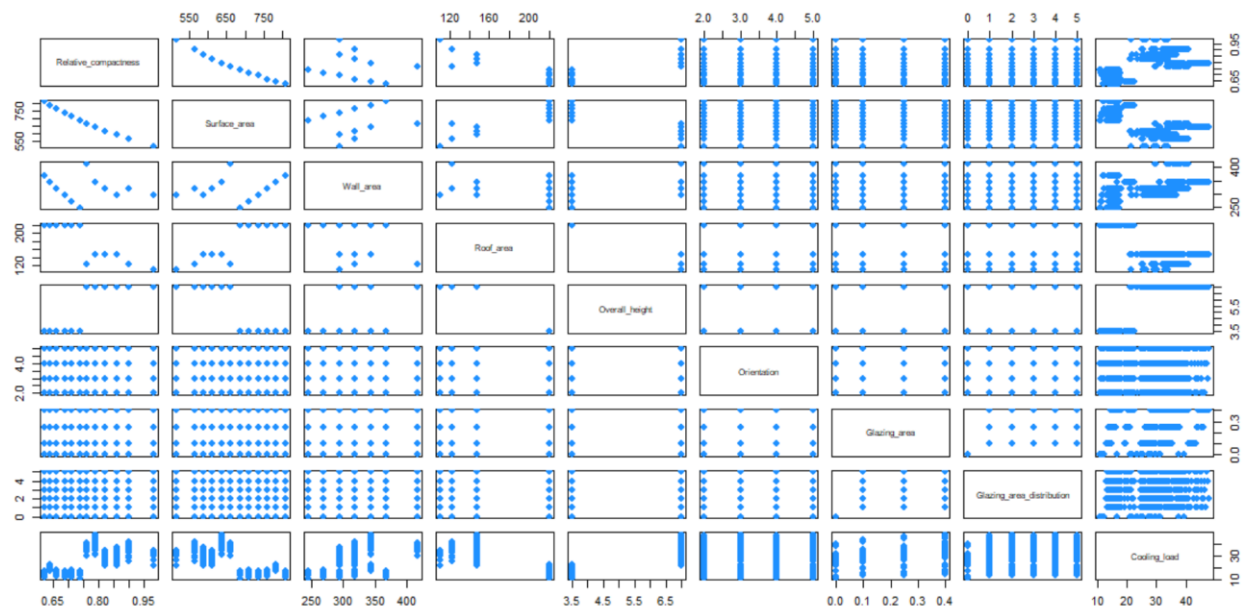 550 650 750 120 160 200 2.0 3.0 4.0 5.0 0 1 2 3 4 5
Relative_compactness 0.65 0.95
550 750 Surface_area
Wall_area 250 400
120 200 Roof_area
Overall_height 3.5 5.5
2.0 4.0 Orientation
Glazing_area 0.0 0.3
0 2 4 Glazing_area_distribution
Cooling_load 10 30
0.65 0.80 0.95 250 300 350 400 3.5 4.5 5.5 6.5 0.0 0.1 0.2 0.3 0.4 10 20 30 40